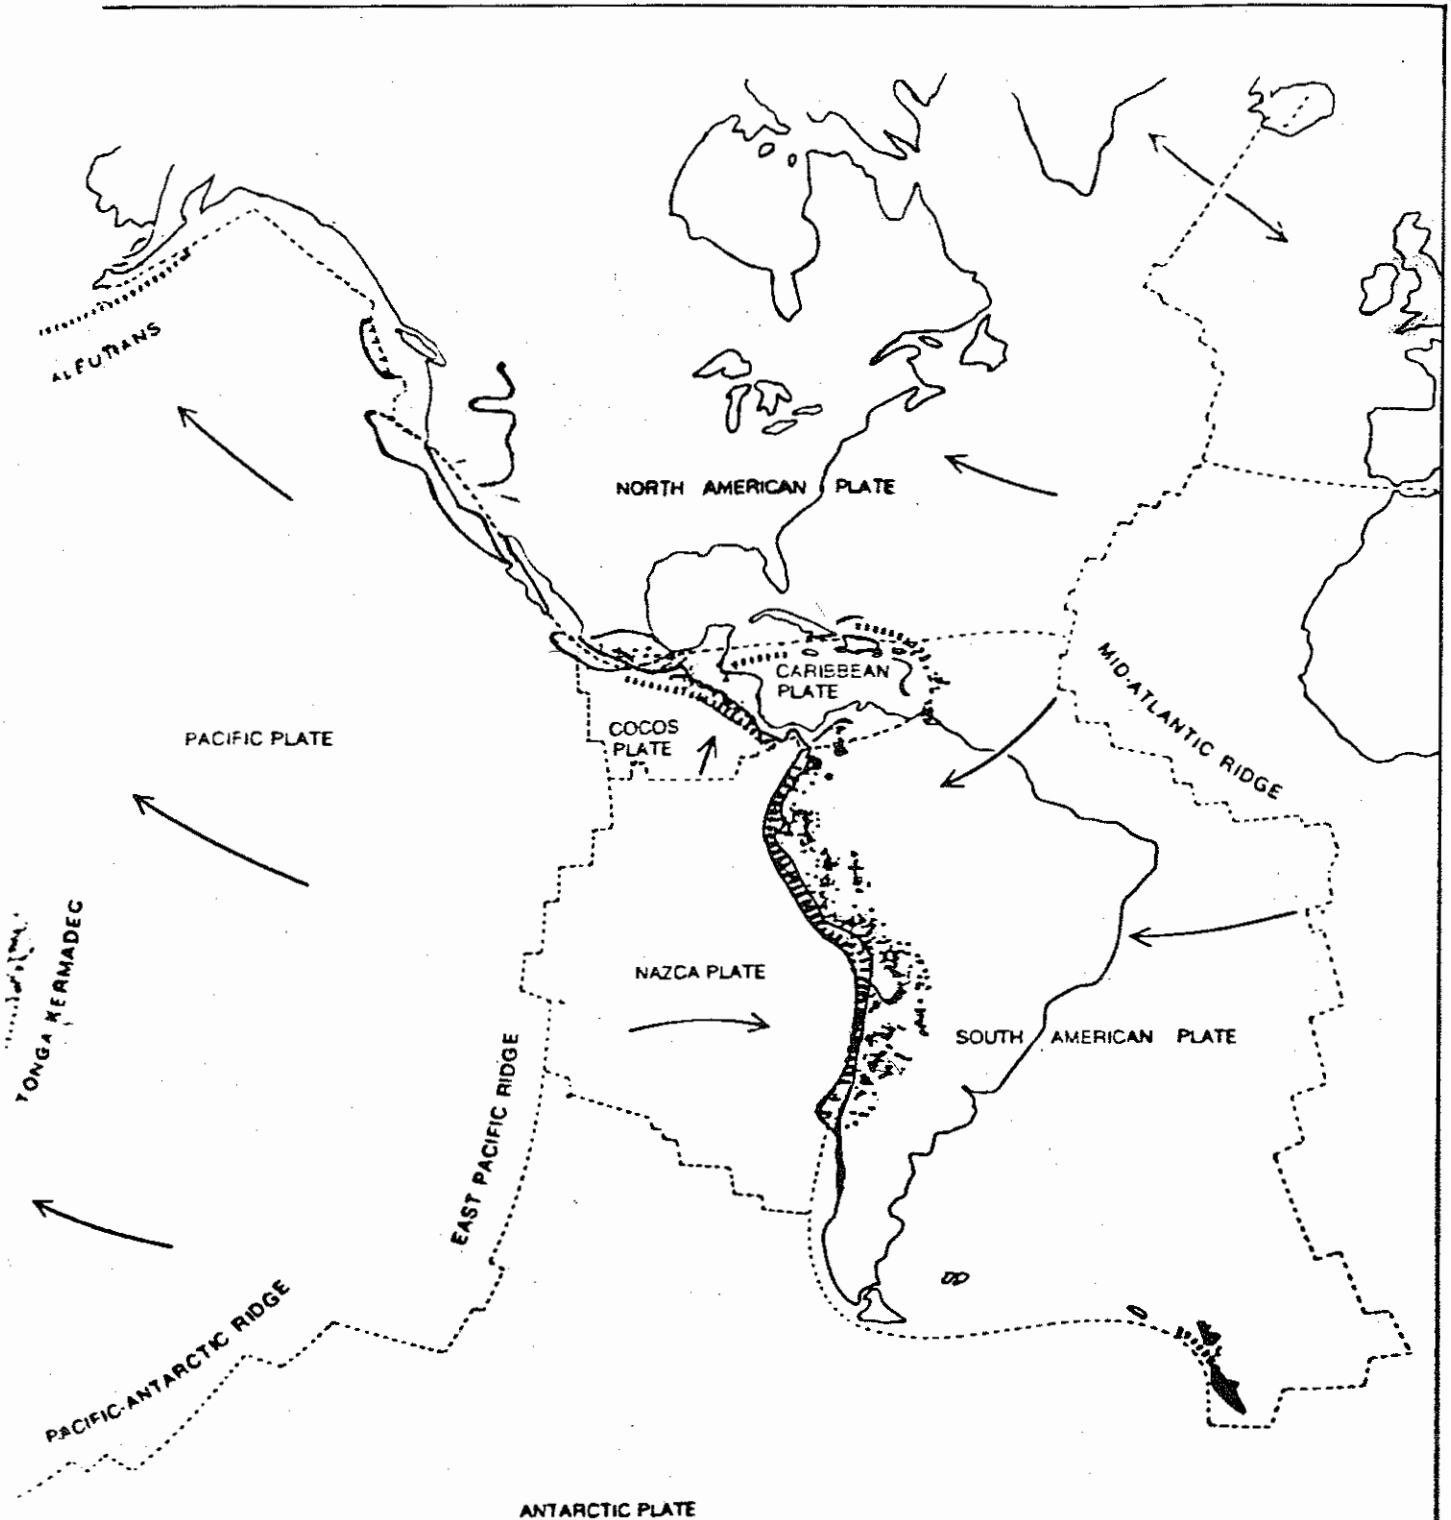 ALEUTIANS
NORTH AMERICAN PLATE
CARIBBEAN
PLATE
MID-ATLANTIC RIDGE
COCOS
PLATE
PACIFIC PLATE
TONGA KERMADEC
NAZCA PLATE
SOUTH AMERICAN PLATE
EAST PACIFIC RIDGE
PACIFIC-ANTARCTIC RIDGE
ANTARCTIC PLATE